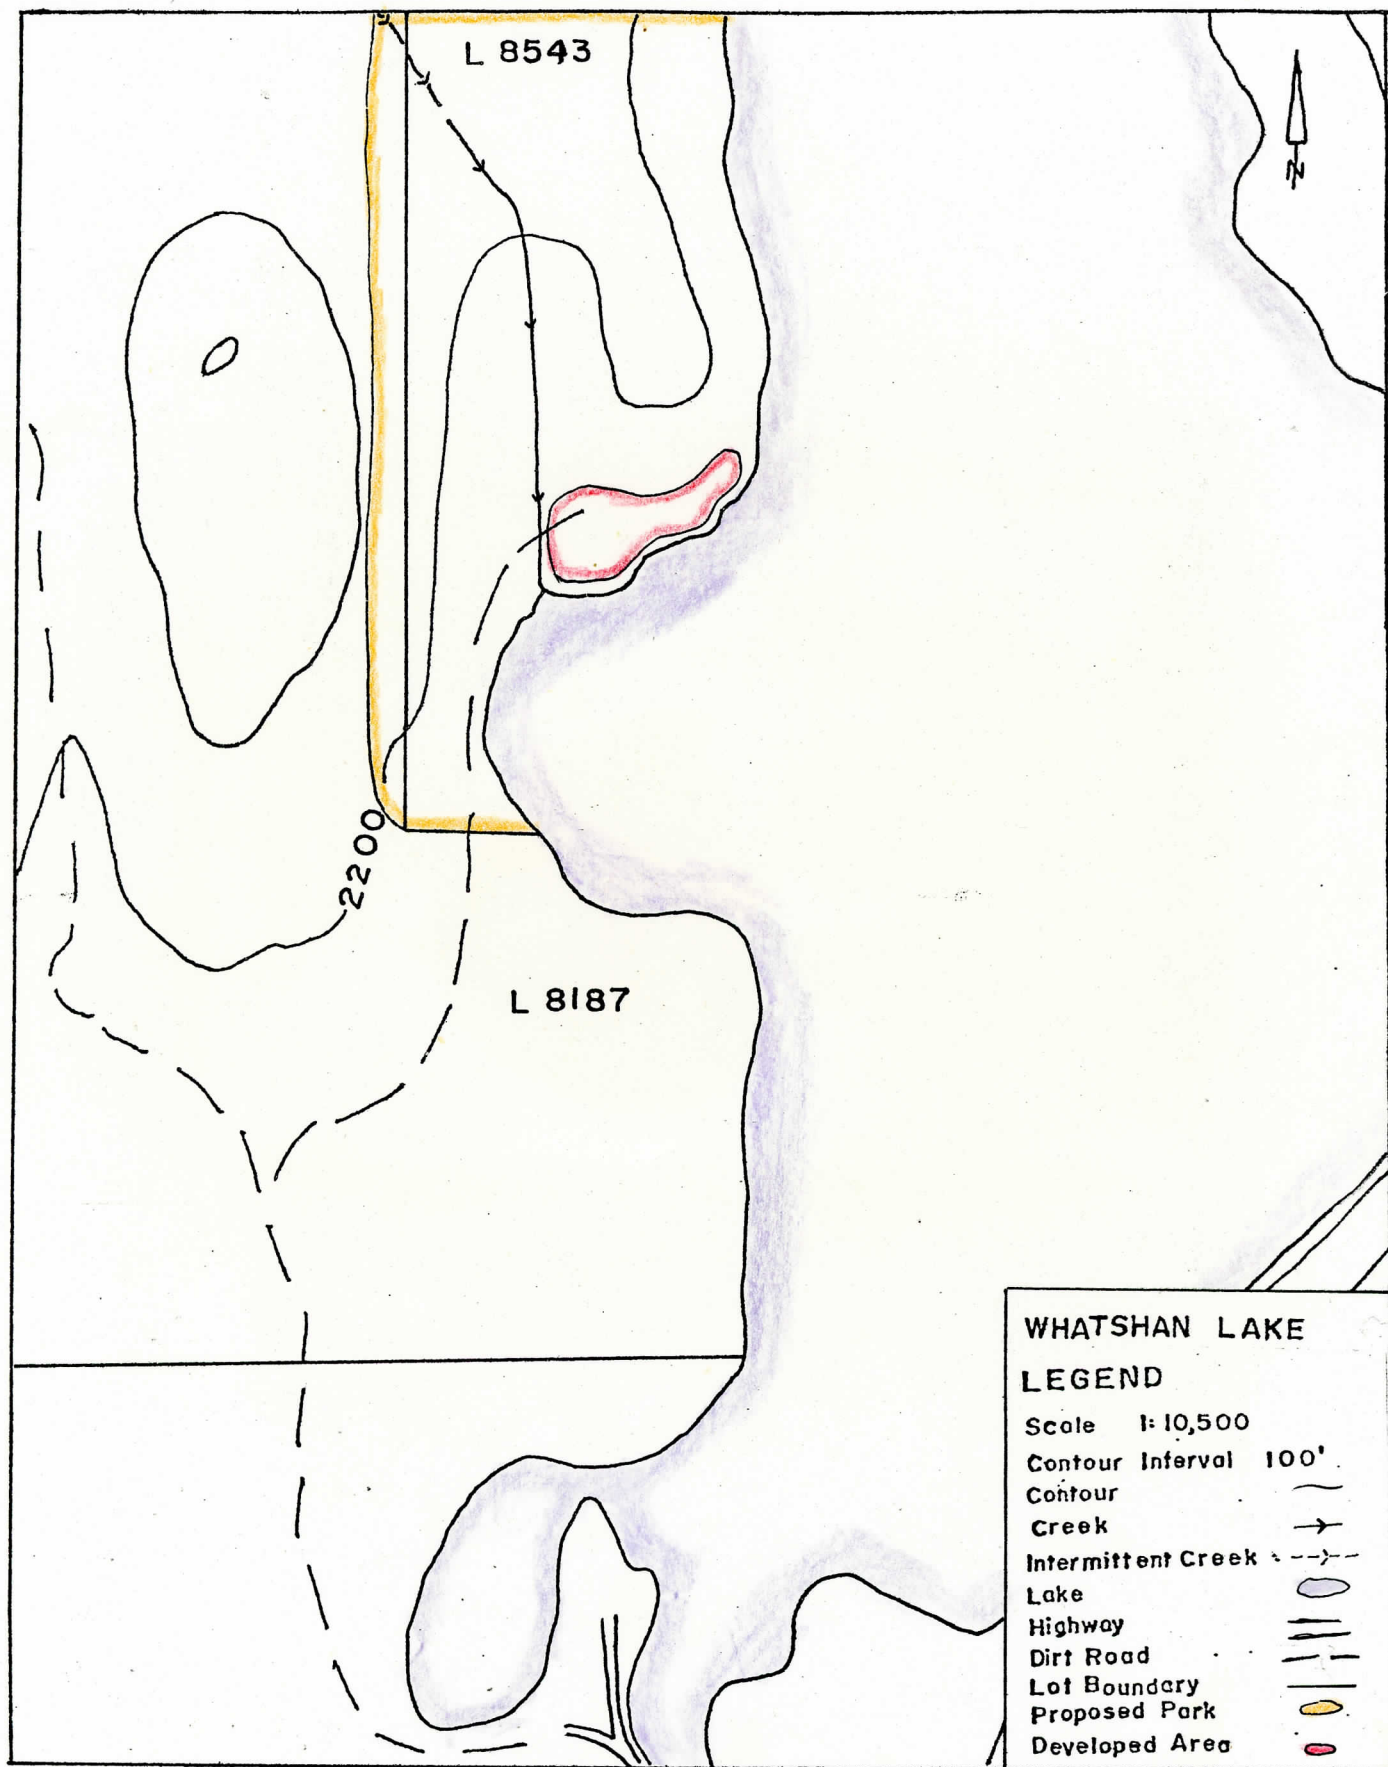 L 8543
N
2200
L 8187
WHATSHAN LAKE
LEGEND
Scale 1:10,500
Contour Interval 100'
Contour
Creek
Intermittent Creek
Lake
Highway
Dirt Road
Lot Boundary
Proposed Park
Developed Area